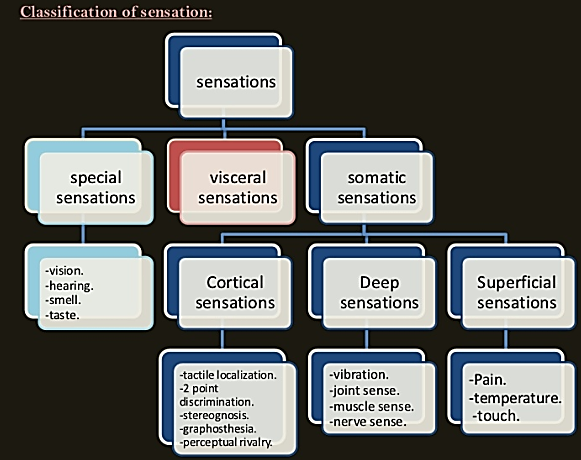 Classification of sensation:
sensations
special
sensations
visceral
sensations
somatic
sensations
-vision.
-hearing.
-smell.
-taste.
Cortical
sensations
Deep
sensations
Superficial
sensations
-tactile localization.
-2 point
discrimination.
-stereognosis.
-graphosthesia.
-perceptual rivalry.
-vibration.
-joint sense.
-muscle sense.
-nerve sense.
-Pain.
-temperature.
-touch.